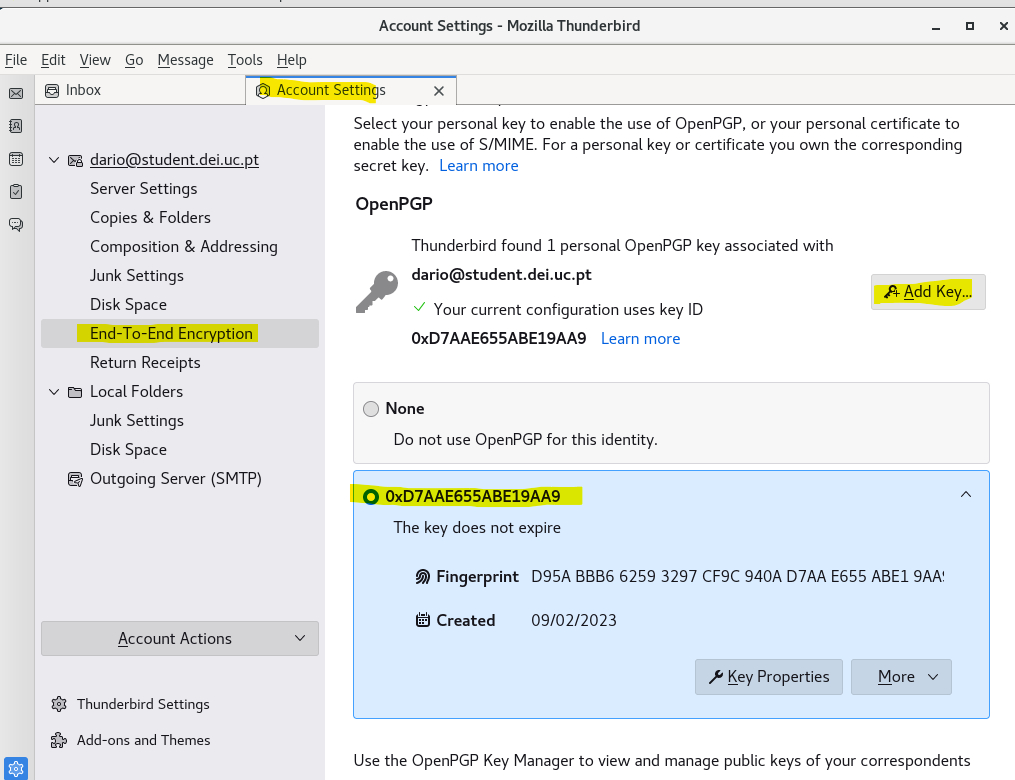 Account Settings - Mozilla Thunderbird
File Edit View Go Message Tools Help
Inbox
Account Settings
dario@student.dei.uc.pt
Server Settings
Copies & Folders
Composition & Addressing
Junk Settings
Disk Space
End-To-End Encryption
Return Receipts
Local Folders
Junk Settings
Disk Space
Outgoing Server (SMTP)
Account Actions
Thunderbird Settings
Add-ons and Themes
Select your personal key to enable the use of OpenPGP, or your personal certificate to
enable the use of S/MIME. For a personal key or certificate you own the corresponding
secret key. Learn more
OpenPGP
Thunderbird found 1 personal OpenPGP key associated with
dario@student.dei.uc.pt
Your current configuration uses key ID
0xD7AAE655ABE19AA9 Learn more
Add Key...
None
Do not use OpenPGP for this identity.
0xD7AAE655ABE19AA9
The key does not expire
Fingerprint D95A BBB6 6259 3297 CF9C 940A D7AA E655 ABE1 9AA
Created 09/02/2023
Key Properties
More
Use the OpenPGP Key Manager to view and manage public keys of your correspondents